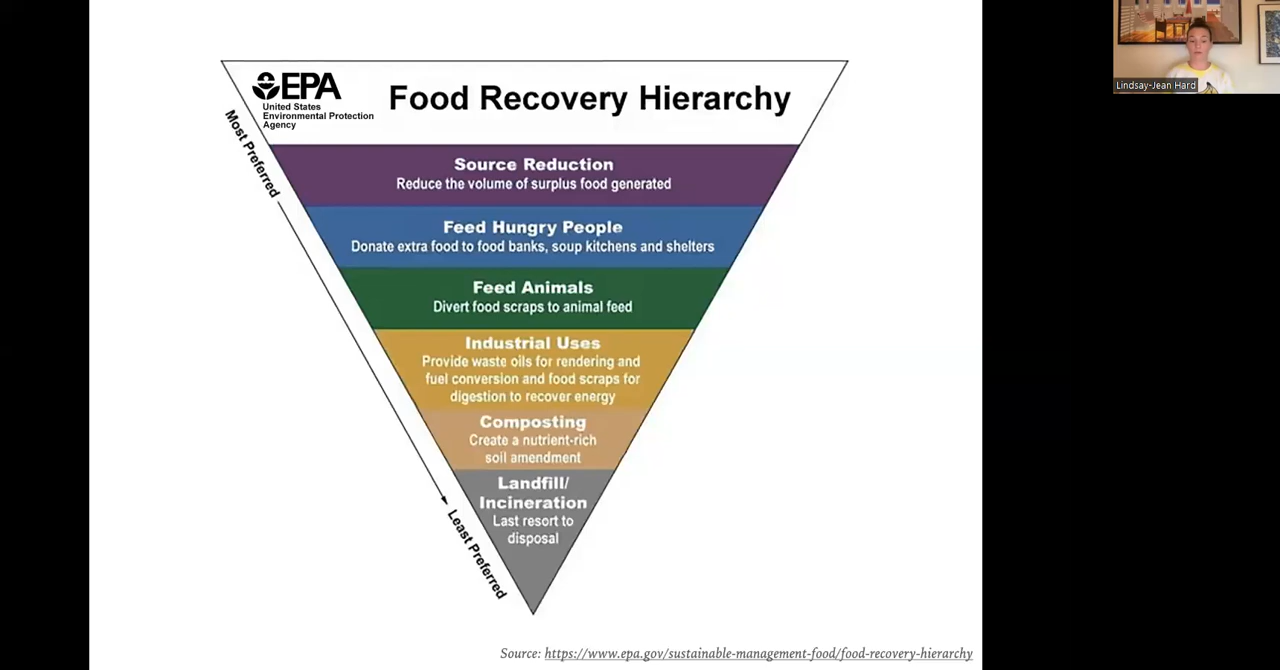 EPA
United States
Environmental Protection
Agency
Food Recovery Hierarchy
Most Preferred
Source Reduction
Reduce the volume of surplus food generated
Feed Hungry People
Donate extra food to food banks, soup kitchens and shelters
Feed Animals
Divert food scraps to animal feed
Industrial Uses
Provide waste oils for rendering and
fuel conversion and food scraps for
digestion to recover energy
Composting
Create a nutrient-rich
soil amendment
Landfill/
Incineration
Last resort to
disposal
Least Preferred
Source: https://www.epa.gov/sustainable-management-food/food-recovery-hierarchy
Lindsay-Jean Hard